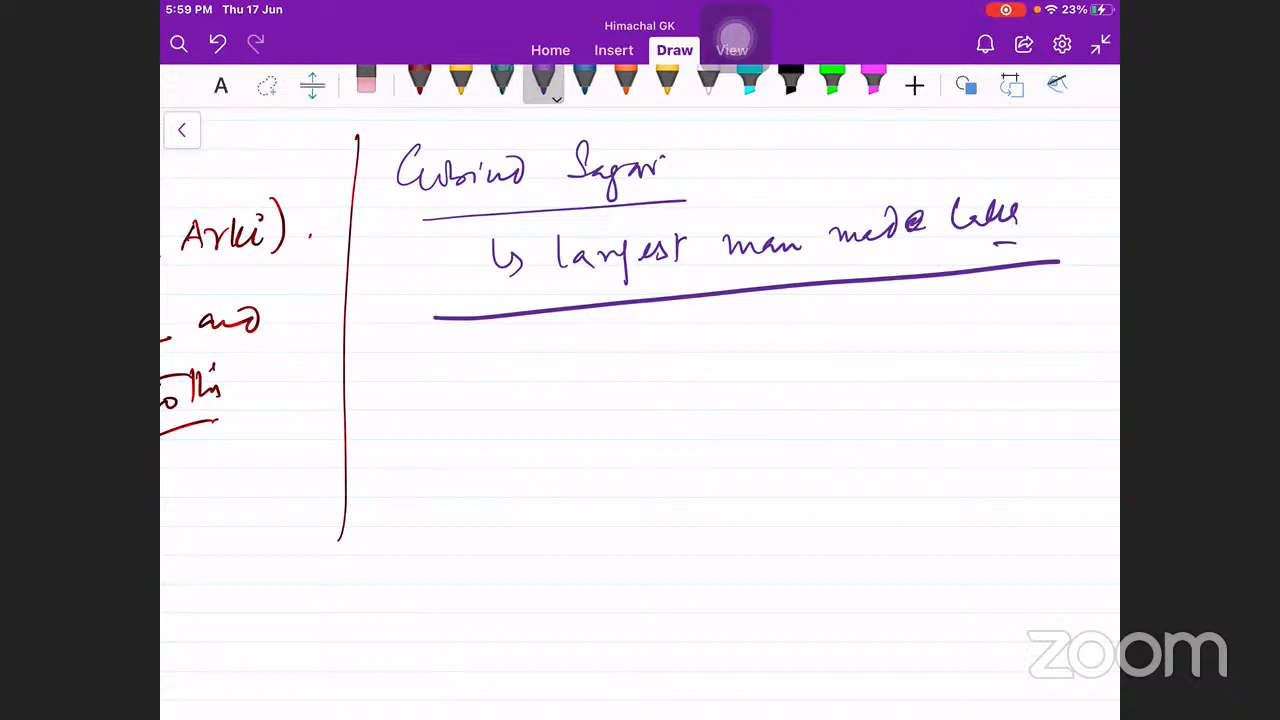 5:59 PM Thu 17 Jun
23%
Himachal GK
Home Insert Draw View
A
Arki).
and
Gobind Sagar
↳ largest man made lake
zoom